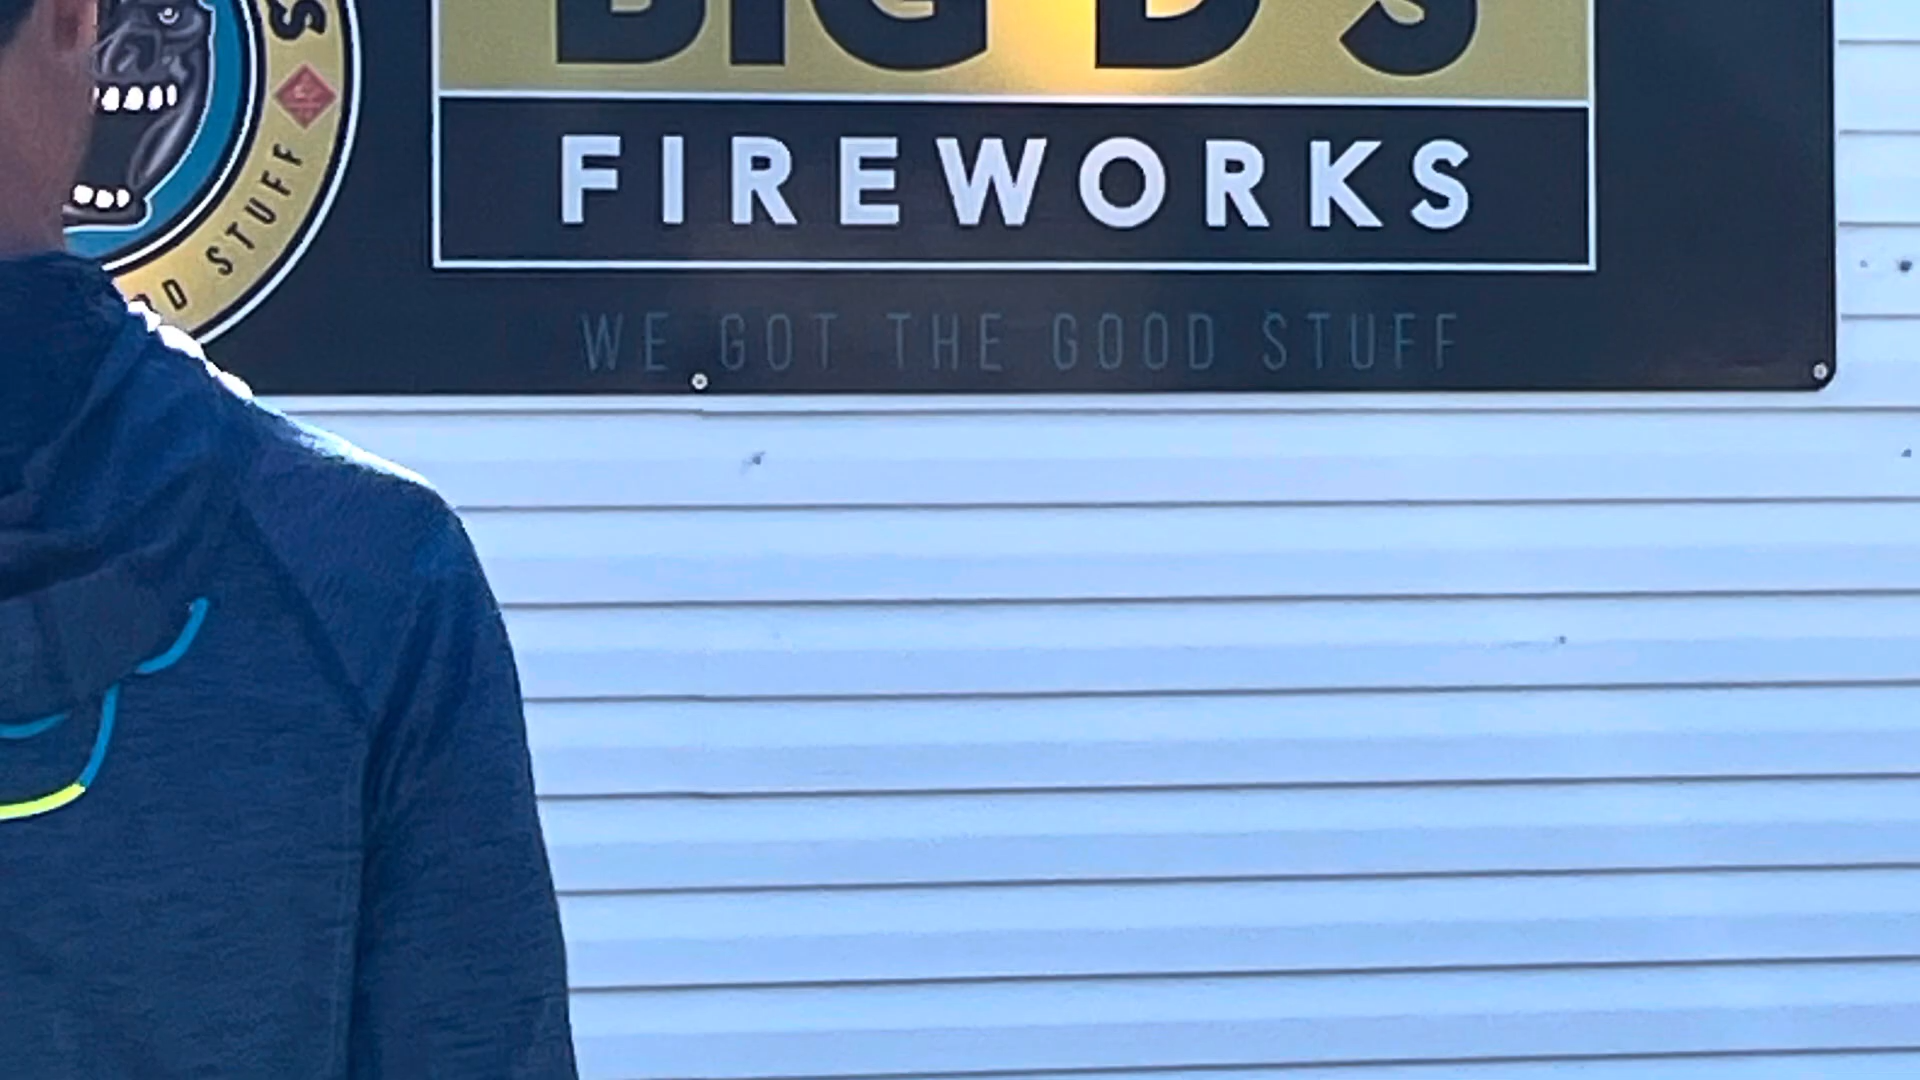 BIG D'S
FIREWORKS
WE GOT THE GOOD STUFF
STUFF